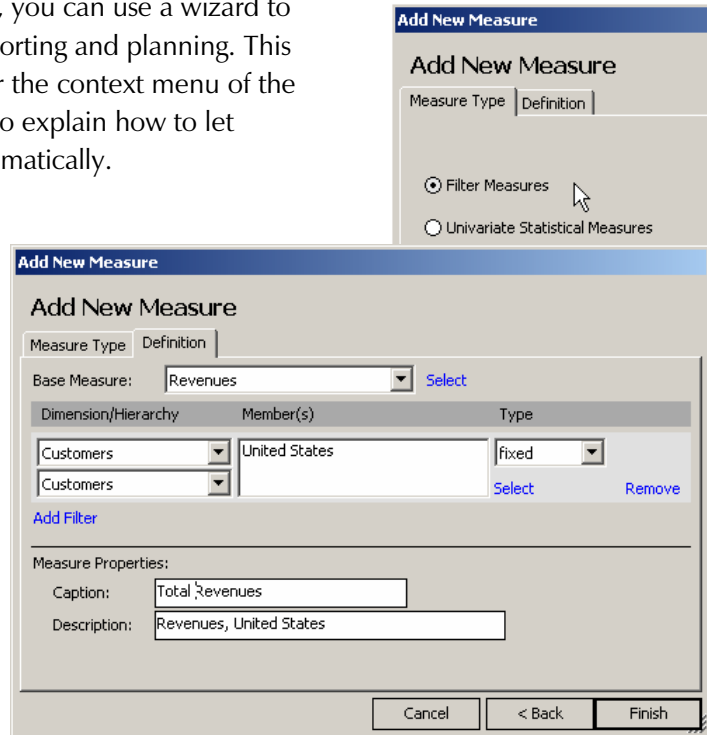 , you can use a wizard to
orting and planning. This
r the context menu of the
o explain how to let
matically.
Add New Measure
Add New Measure
Measure Type Definition
Filter Measures
Univariate Statistical Measures
Add New Measure
Add New Measure
Measure Type Definition
Base Measure: Revenues Select
Dimension/Hierarchy Member(s) Type
Customers United States fixed
Customers Select Remove
Add Filter
Measure Properties:
Caption: Total Revenues
Description: Revenues, United States
Cancel < Back Finish